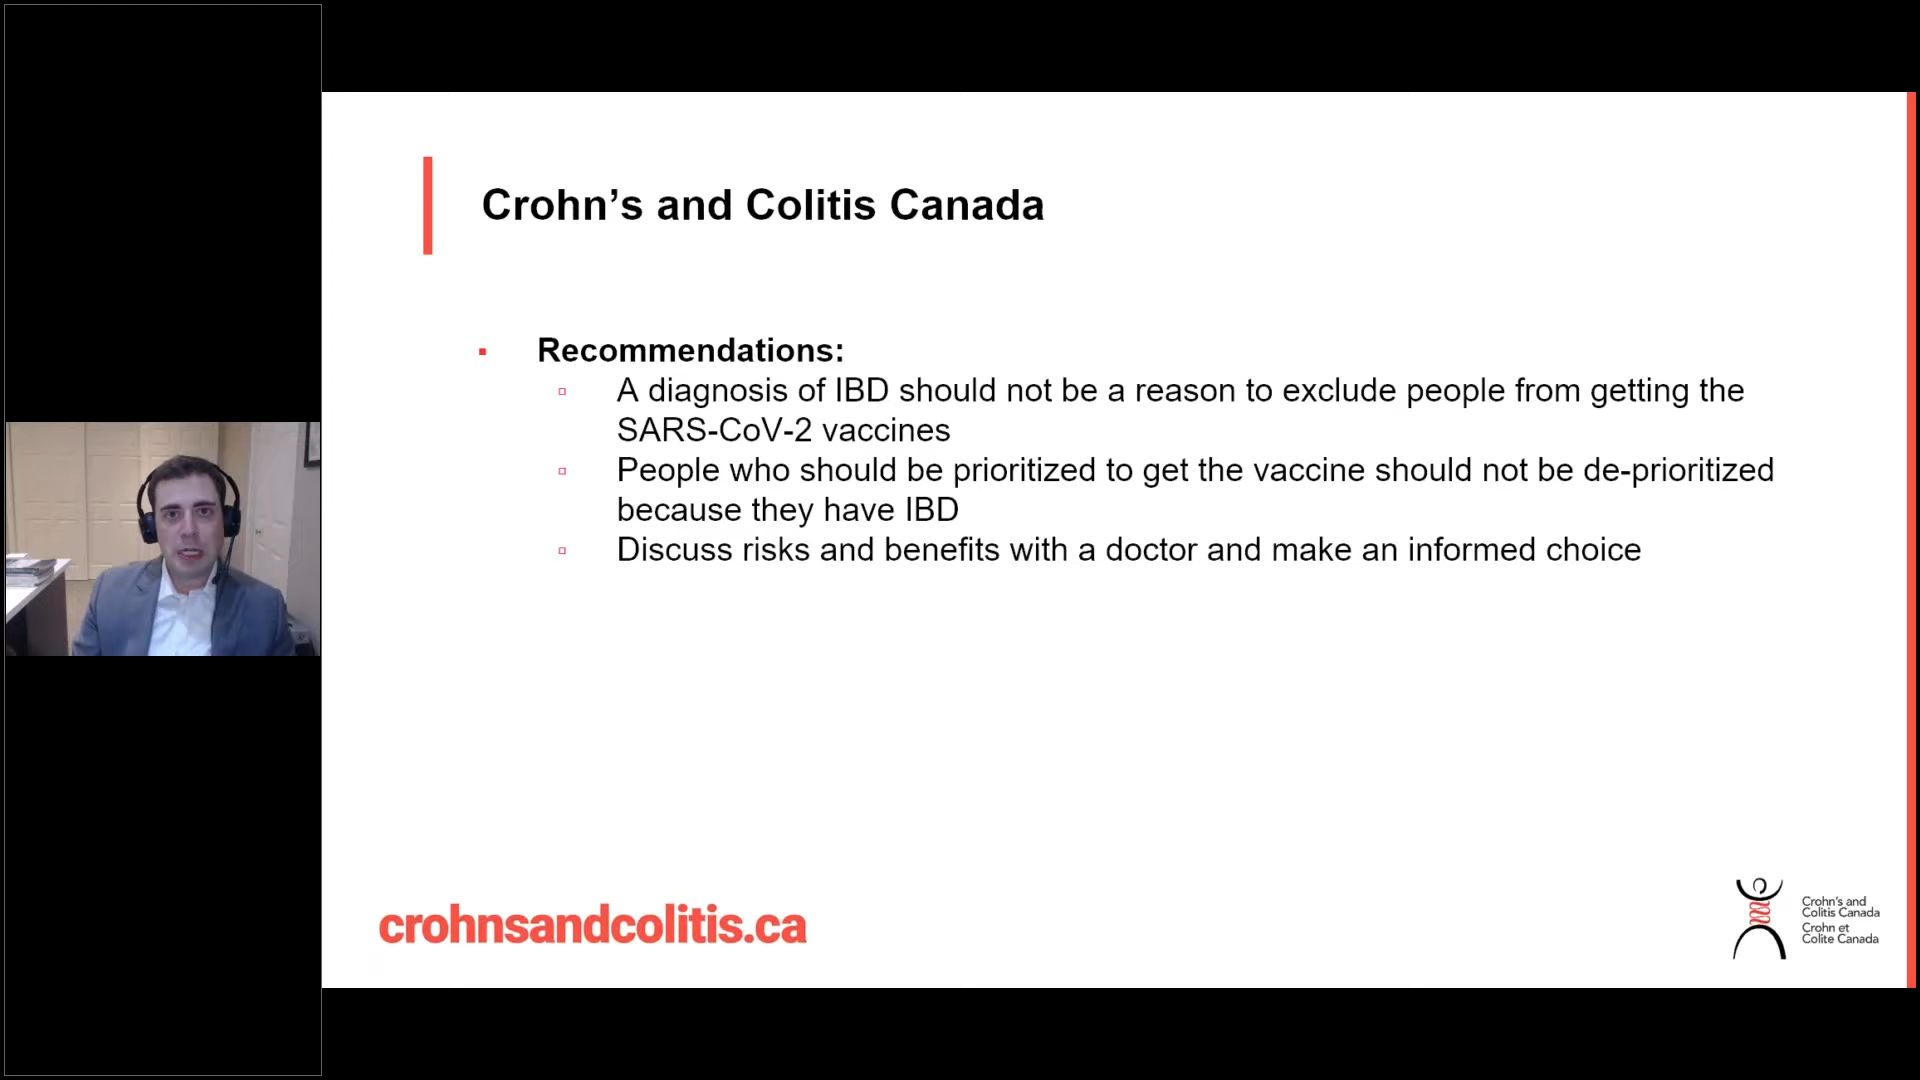 Crohn’s and Colitis Canada
Recommendations:
A diagnosis of IBD should not be a reason to exclude people from getting the
SARS-CoV-2 vaccines
People who should be prioritized to get the vaccine should not be de-prioritized
because they have IBD
Discuss risks and benefits with a doctor and make an informed choice
crohnsandcolitis.ca
Crohn's and
Colitis Canada
Crohn et
Colite Canada